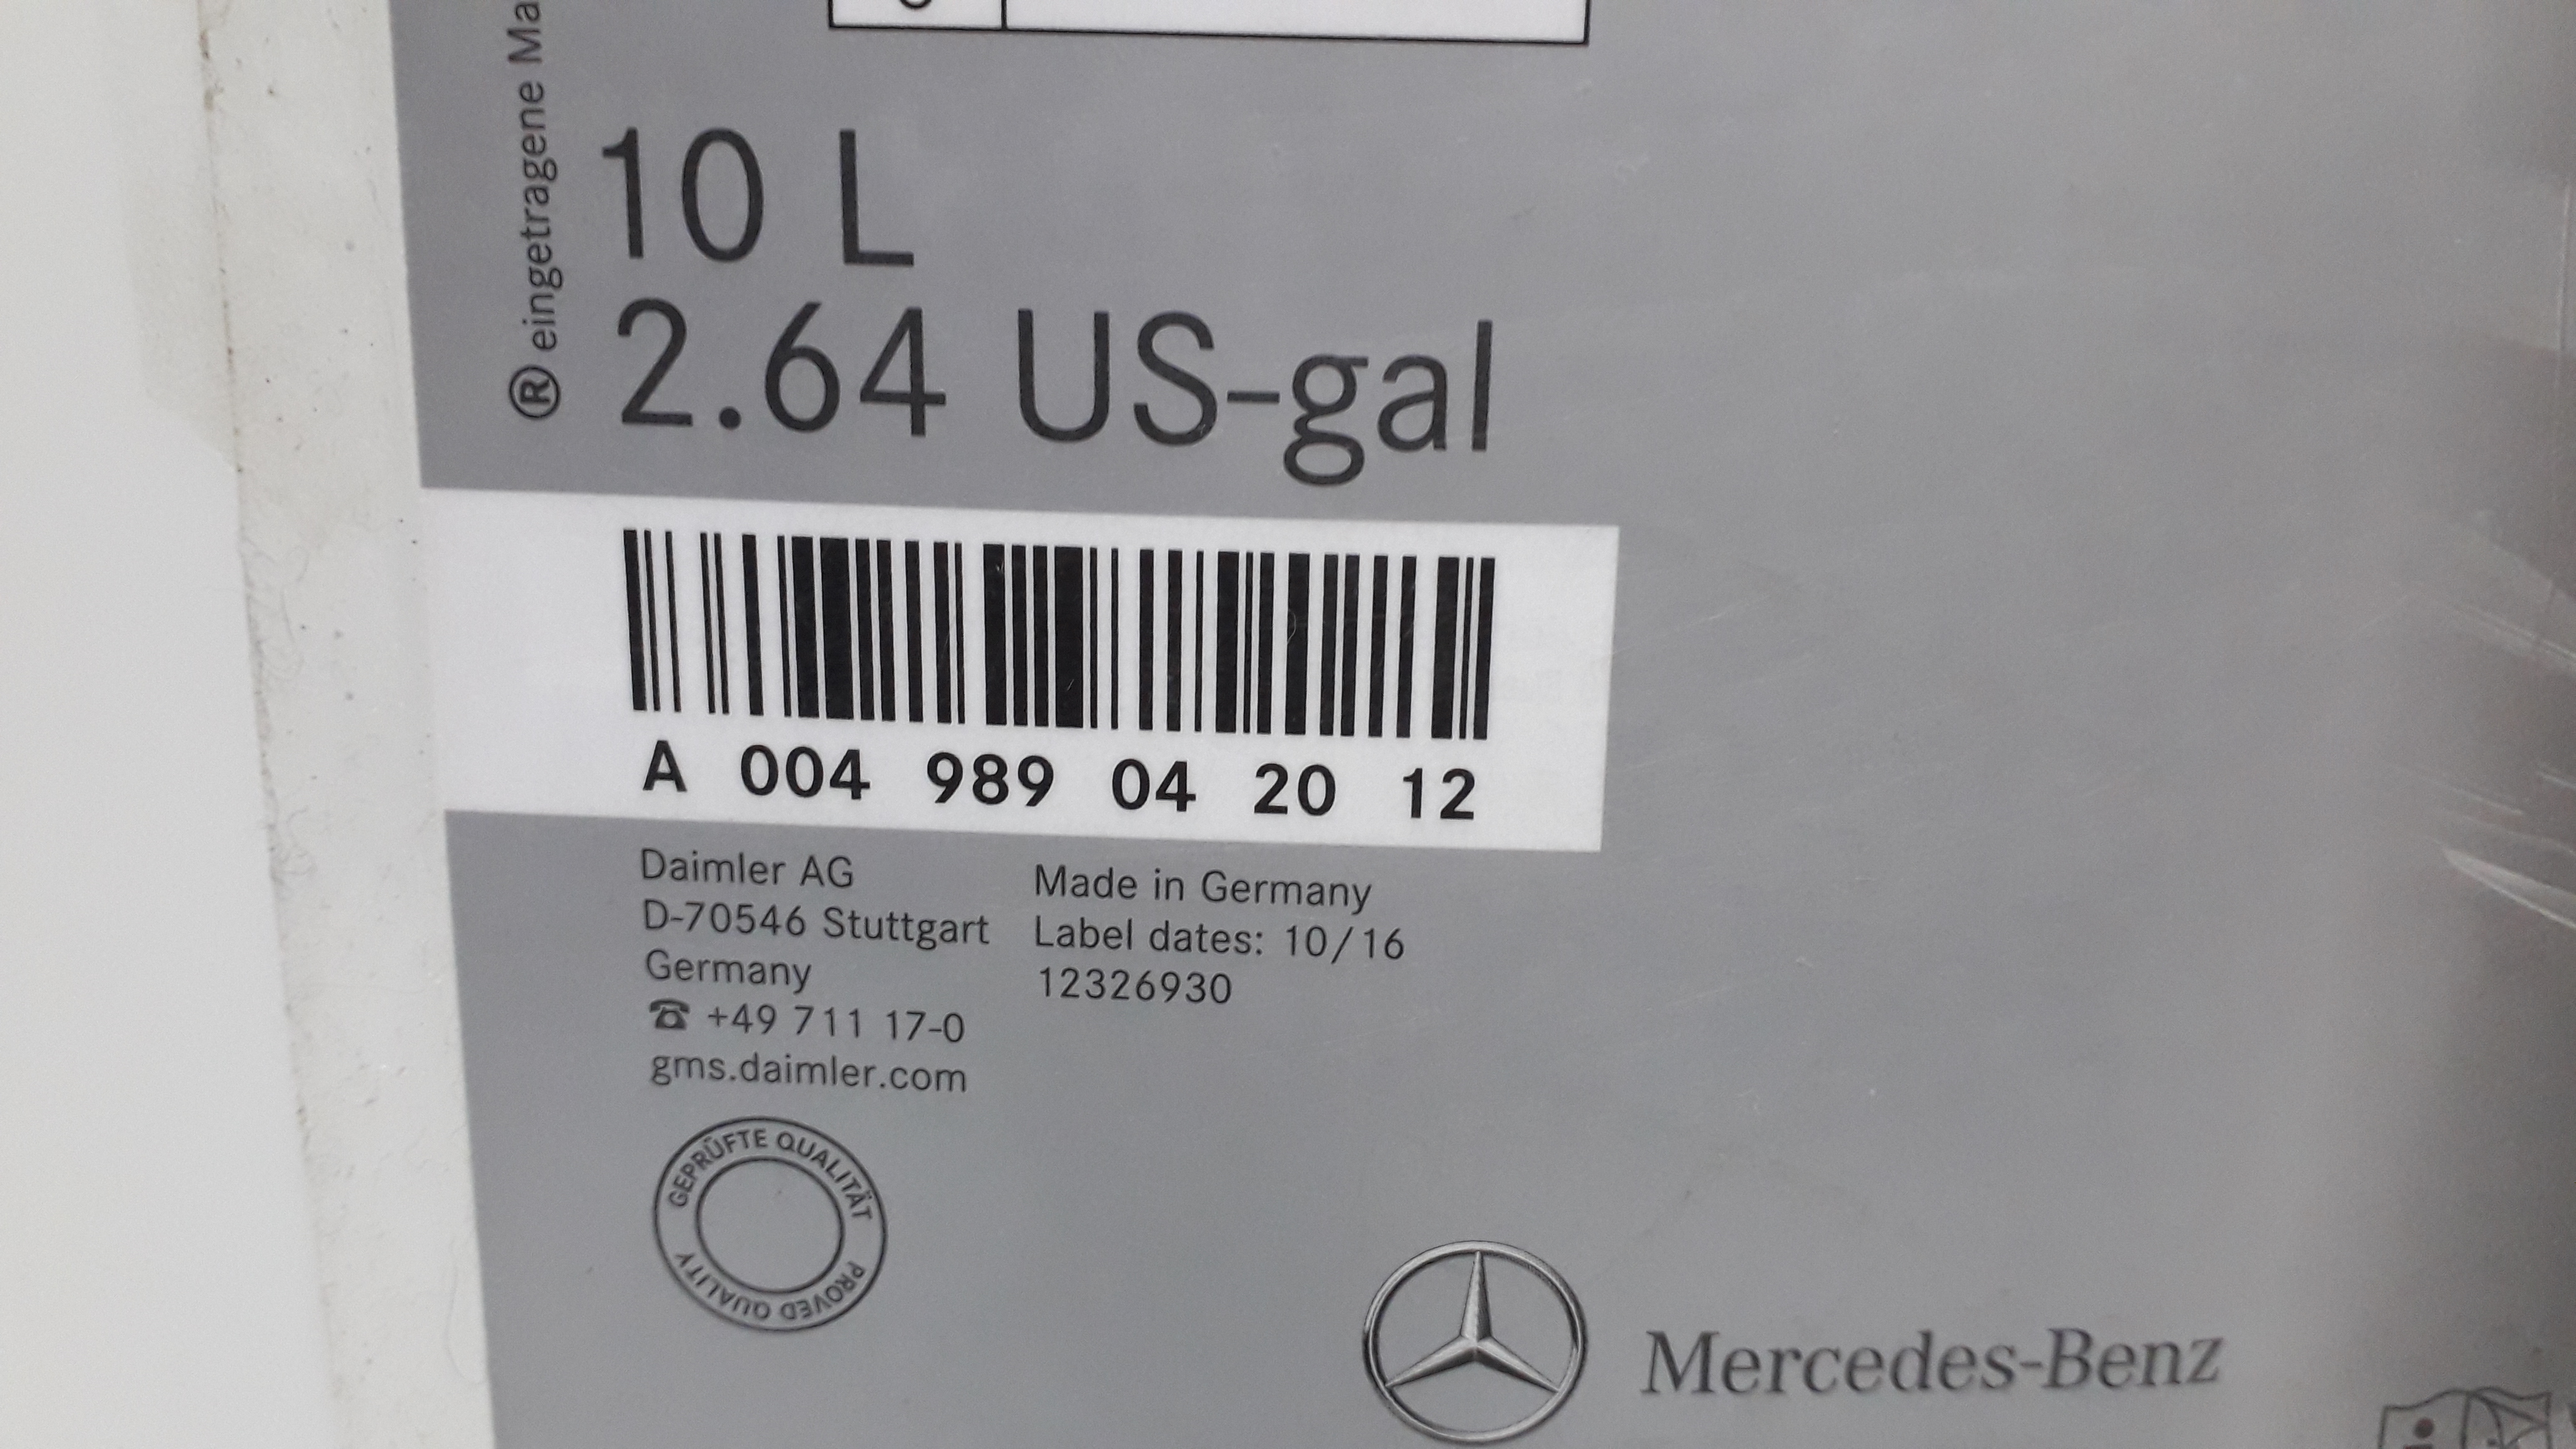 ® eingetragene
10 L
2.64 US-gal
A 004 989 04 20 12
Daimler AG
D-70546 Stuttgart
Germany
☎ +49 711 17-0
gms.daimler.com
Made in Germany
Label dates: 10/16
12326930
GEPRÜFTE QUALITÄT
PROVED QUALITY
Mercedes-Benz